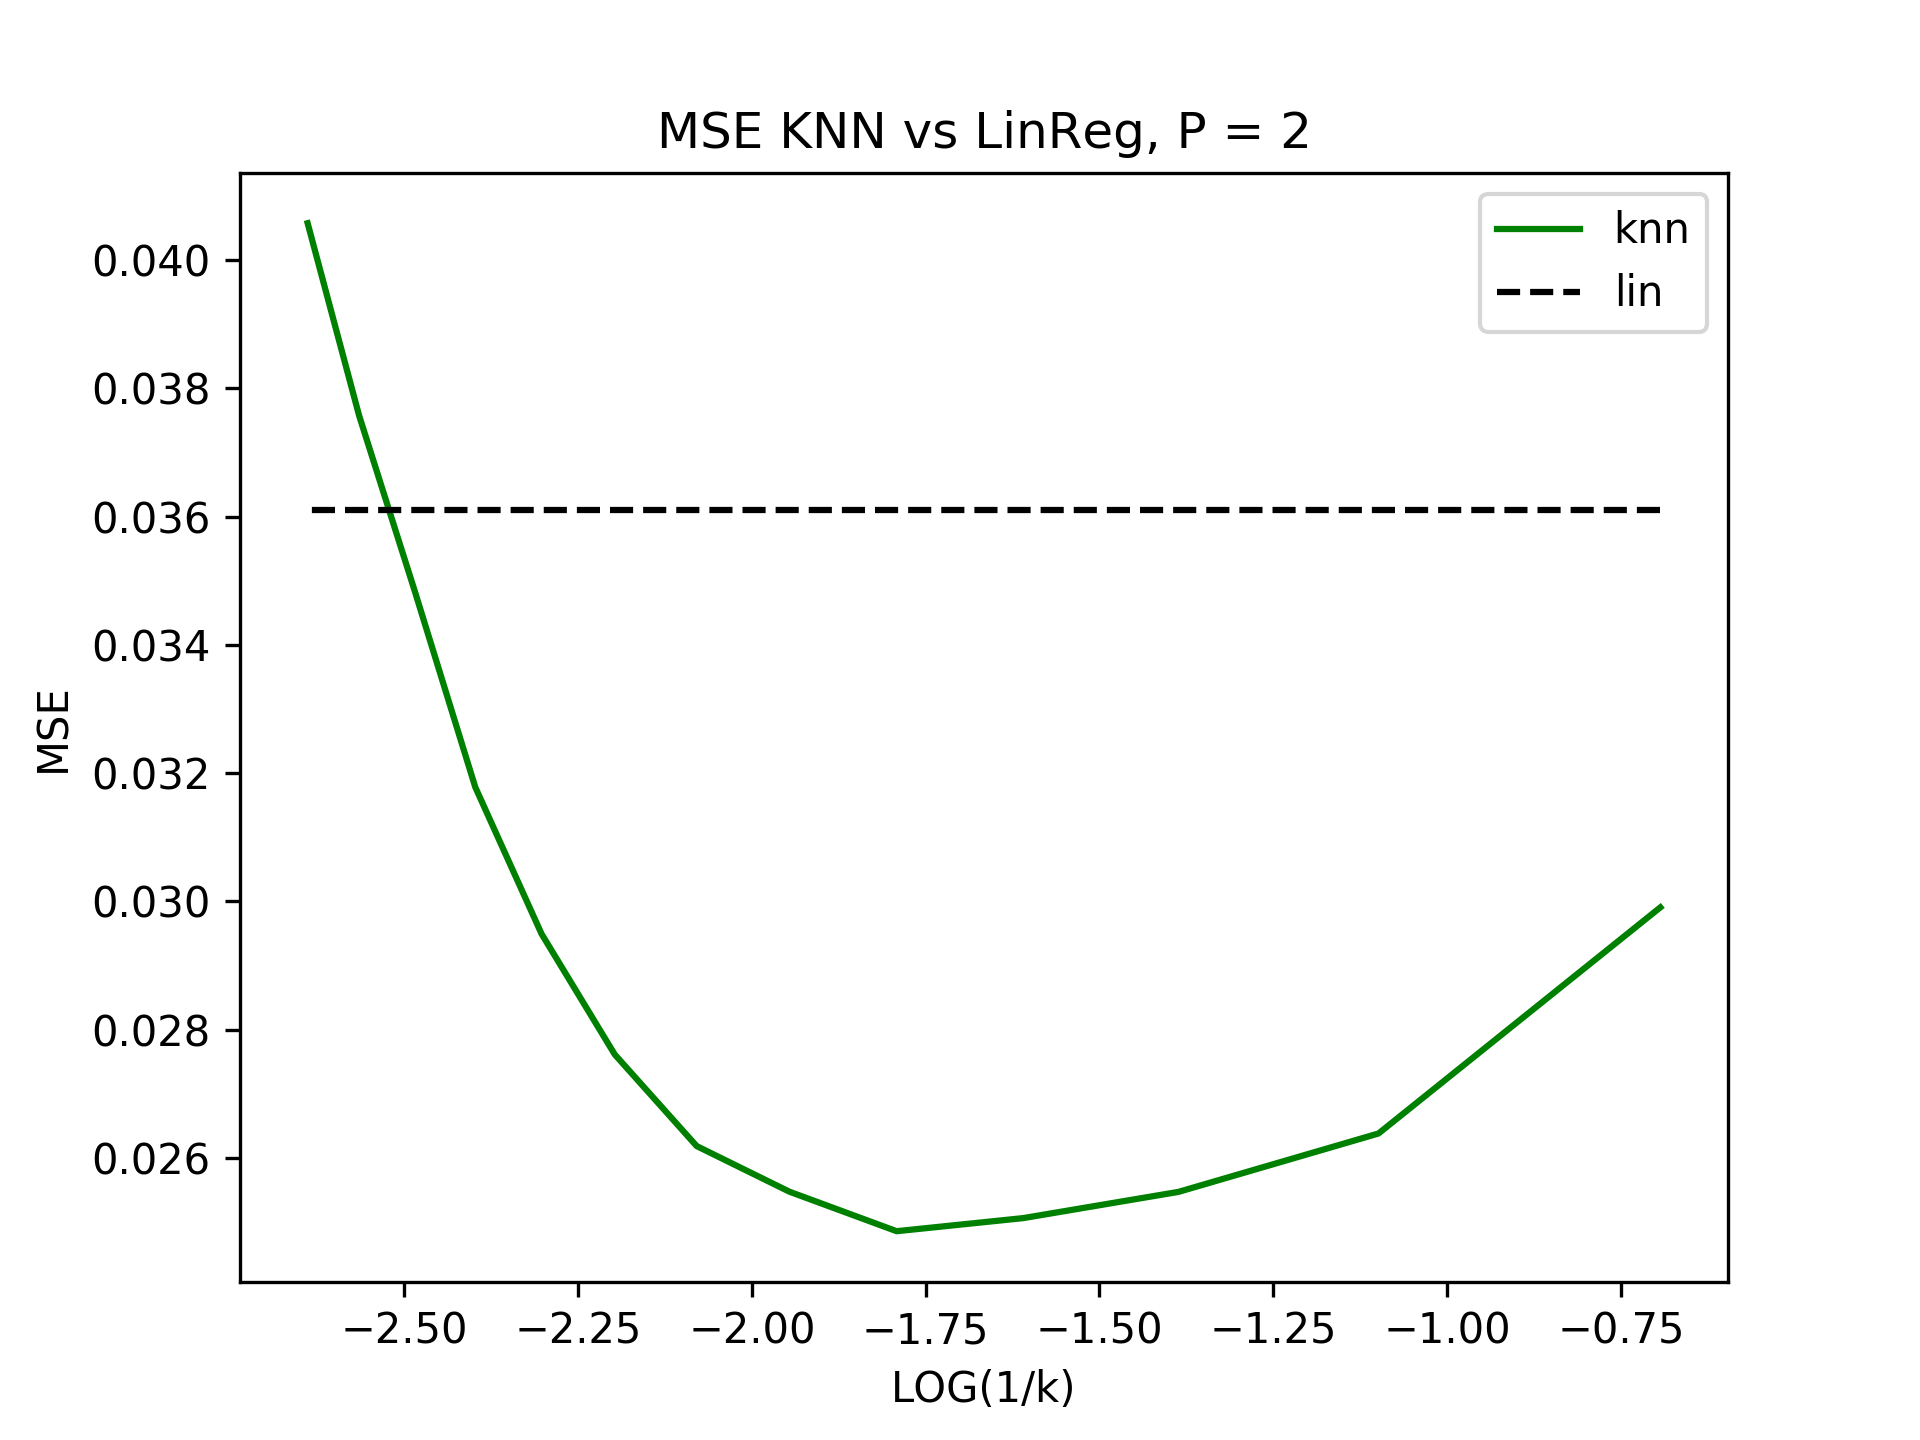 MSE KNN vs LinReg, P = 2
knn
lin
0.040
0.038
0.036
0.034
0.032
0.030
0.028
0.026
MSE
−2.50 −2.25 −2.00 −1.75 −1.50 −1.25 −1.00 −0.75
LOG(1/k)